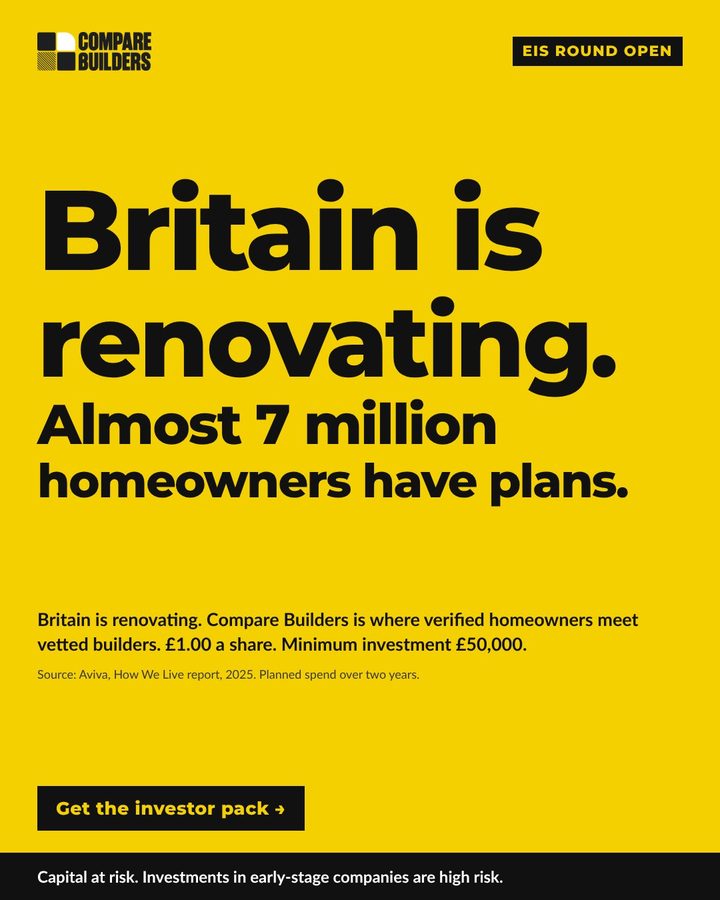 COMPARE
BUILDERS
EIS ROUND OPEN
Britain is
renovating.
Almost 7 million
homeowners have plans.
Britain is renovating. Compare Builders is where verified homeowners meet
vetted builders. £1.00 a share. Minimum investment £50,000.
Source: Aviva, How We Live report, 2025. Planned spend over two years.
Get the investor pack →
Capital at risk. Investments in early-stage companies are high risk.